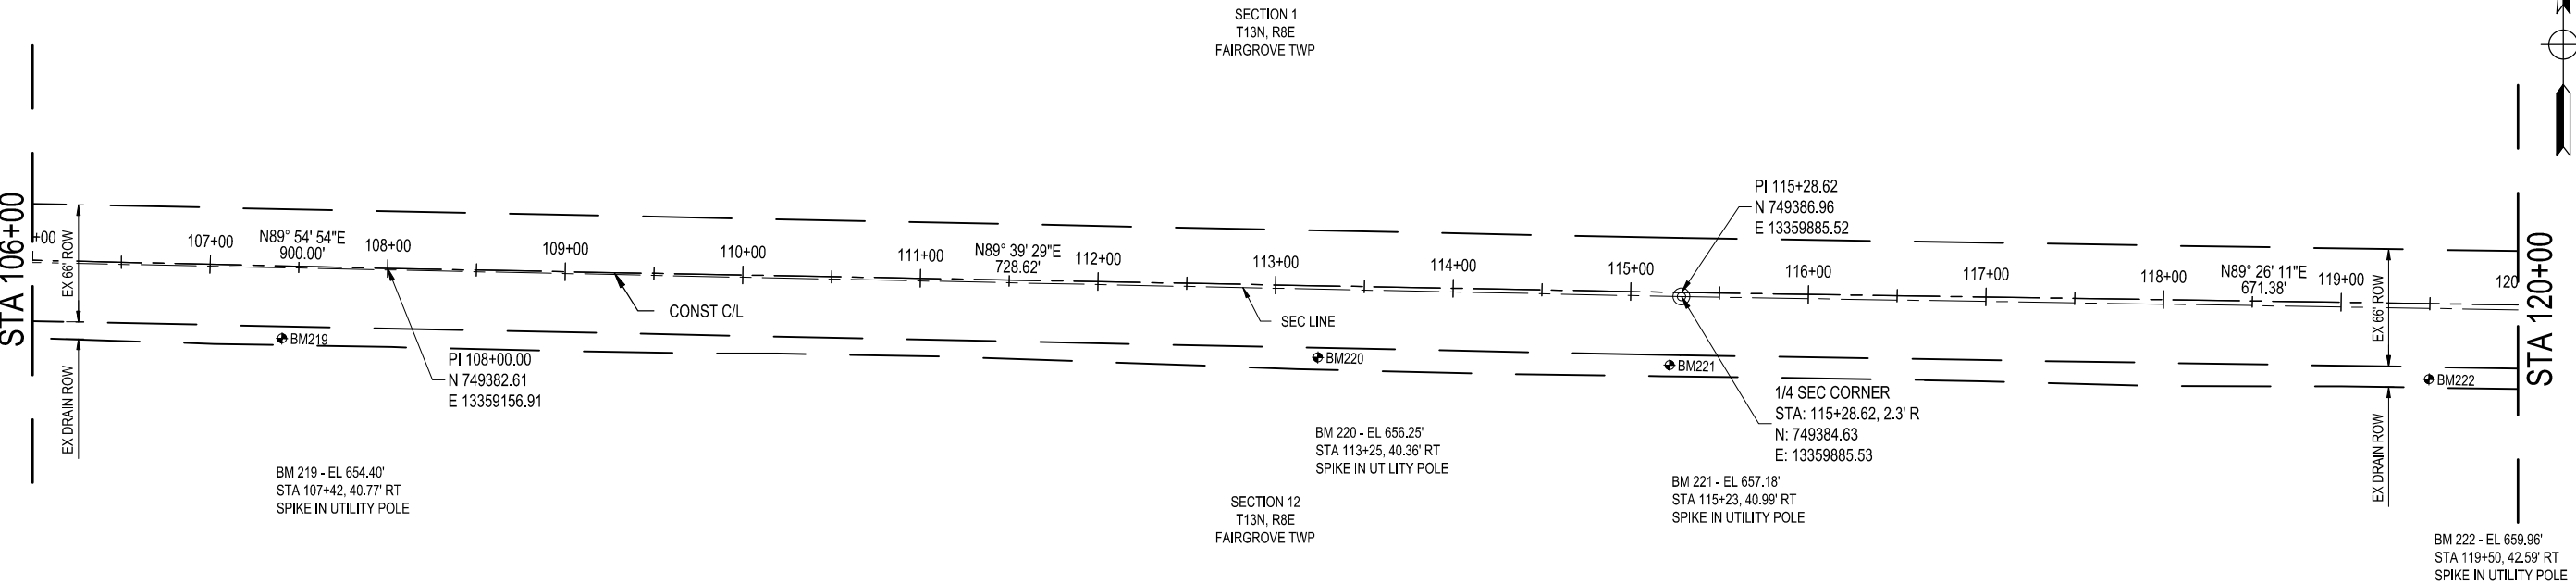 SECTION 1
T13N, R8E
FAIRGROVE TWP
STA 106+00
+00
EX 66' ROW
EX DRAIN ROW
107+00
N89° 54' 54"E
900.00'
108+00
109+00
110+00
111+00
N89° 39' 29"E
728.62'
112+00
113+00
114+00
115+00
116+00
117+00
118+00
N89° 26' 11"E
671.38'
119+00
120
EX 66' ROW
EX DRAIN ROW
STA 120+00
PI 115+28.62
N 749386.96
E 13359885.52
CONST C/L
SEC LINE
BM219
BM220
BM221
BM222
PI 108+00.00
N 749382.61
E 13359156.91
1/4 SEC CORNER
STA: 115+28.62, 2.3' R
N: 749384.63
E: 13359885.53
BM 219 - EL 654.40'
STA 107+42, 40.77' RT
SPIKE IN UTILITY POLE
BM 220 - EL 656.25'
STA 113+25, 40.36' RT
SPIKE IN UTILITY POLE
BM 221 - EL 657.18'
STA 115+23, 40.99' RT
SPIKE IN UTILITY POLE
SECTION 12
T13N, R8E
FAIRGROVE TWP
BM 222 - EL 659.96'
STA 119+50, 42.59' RT
SPIKE IN UTILITY POLE